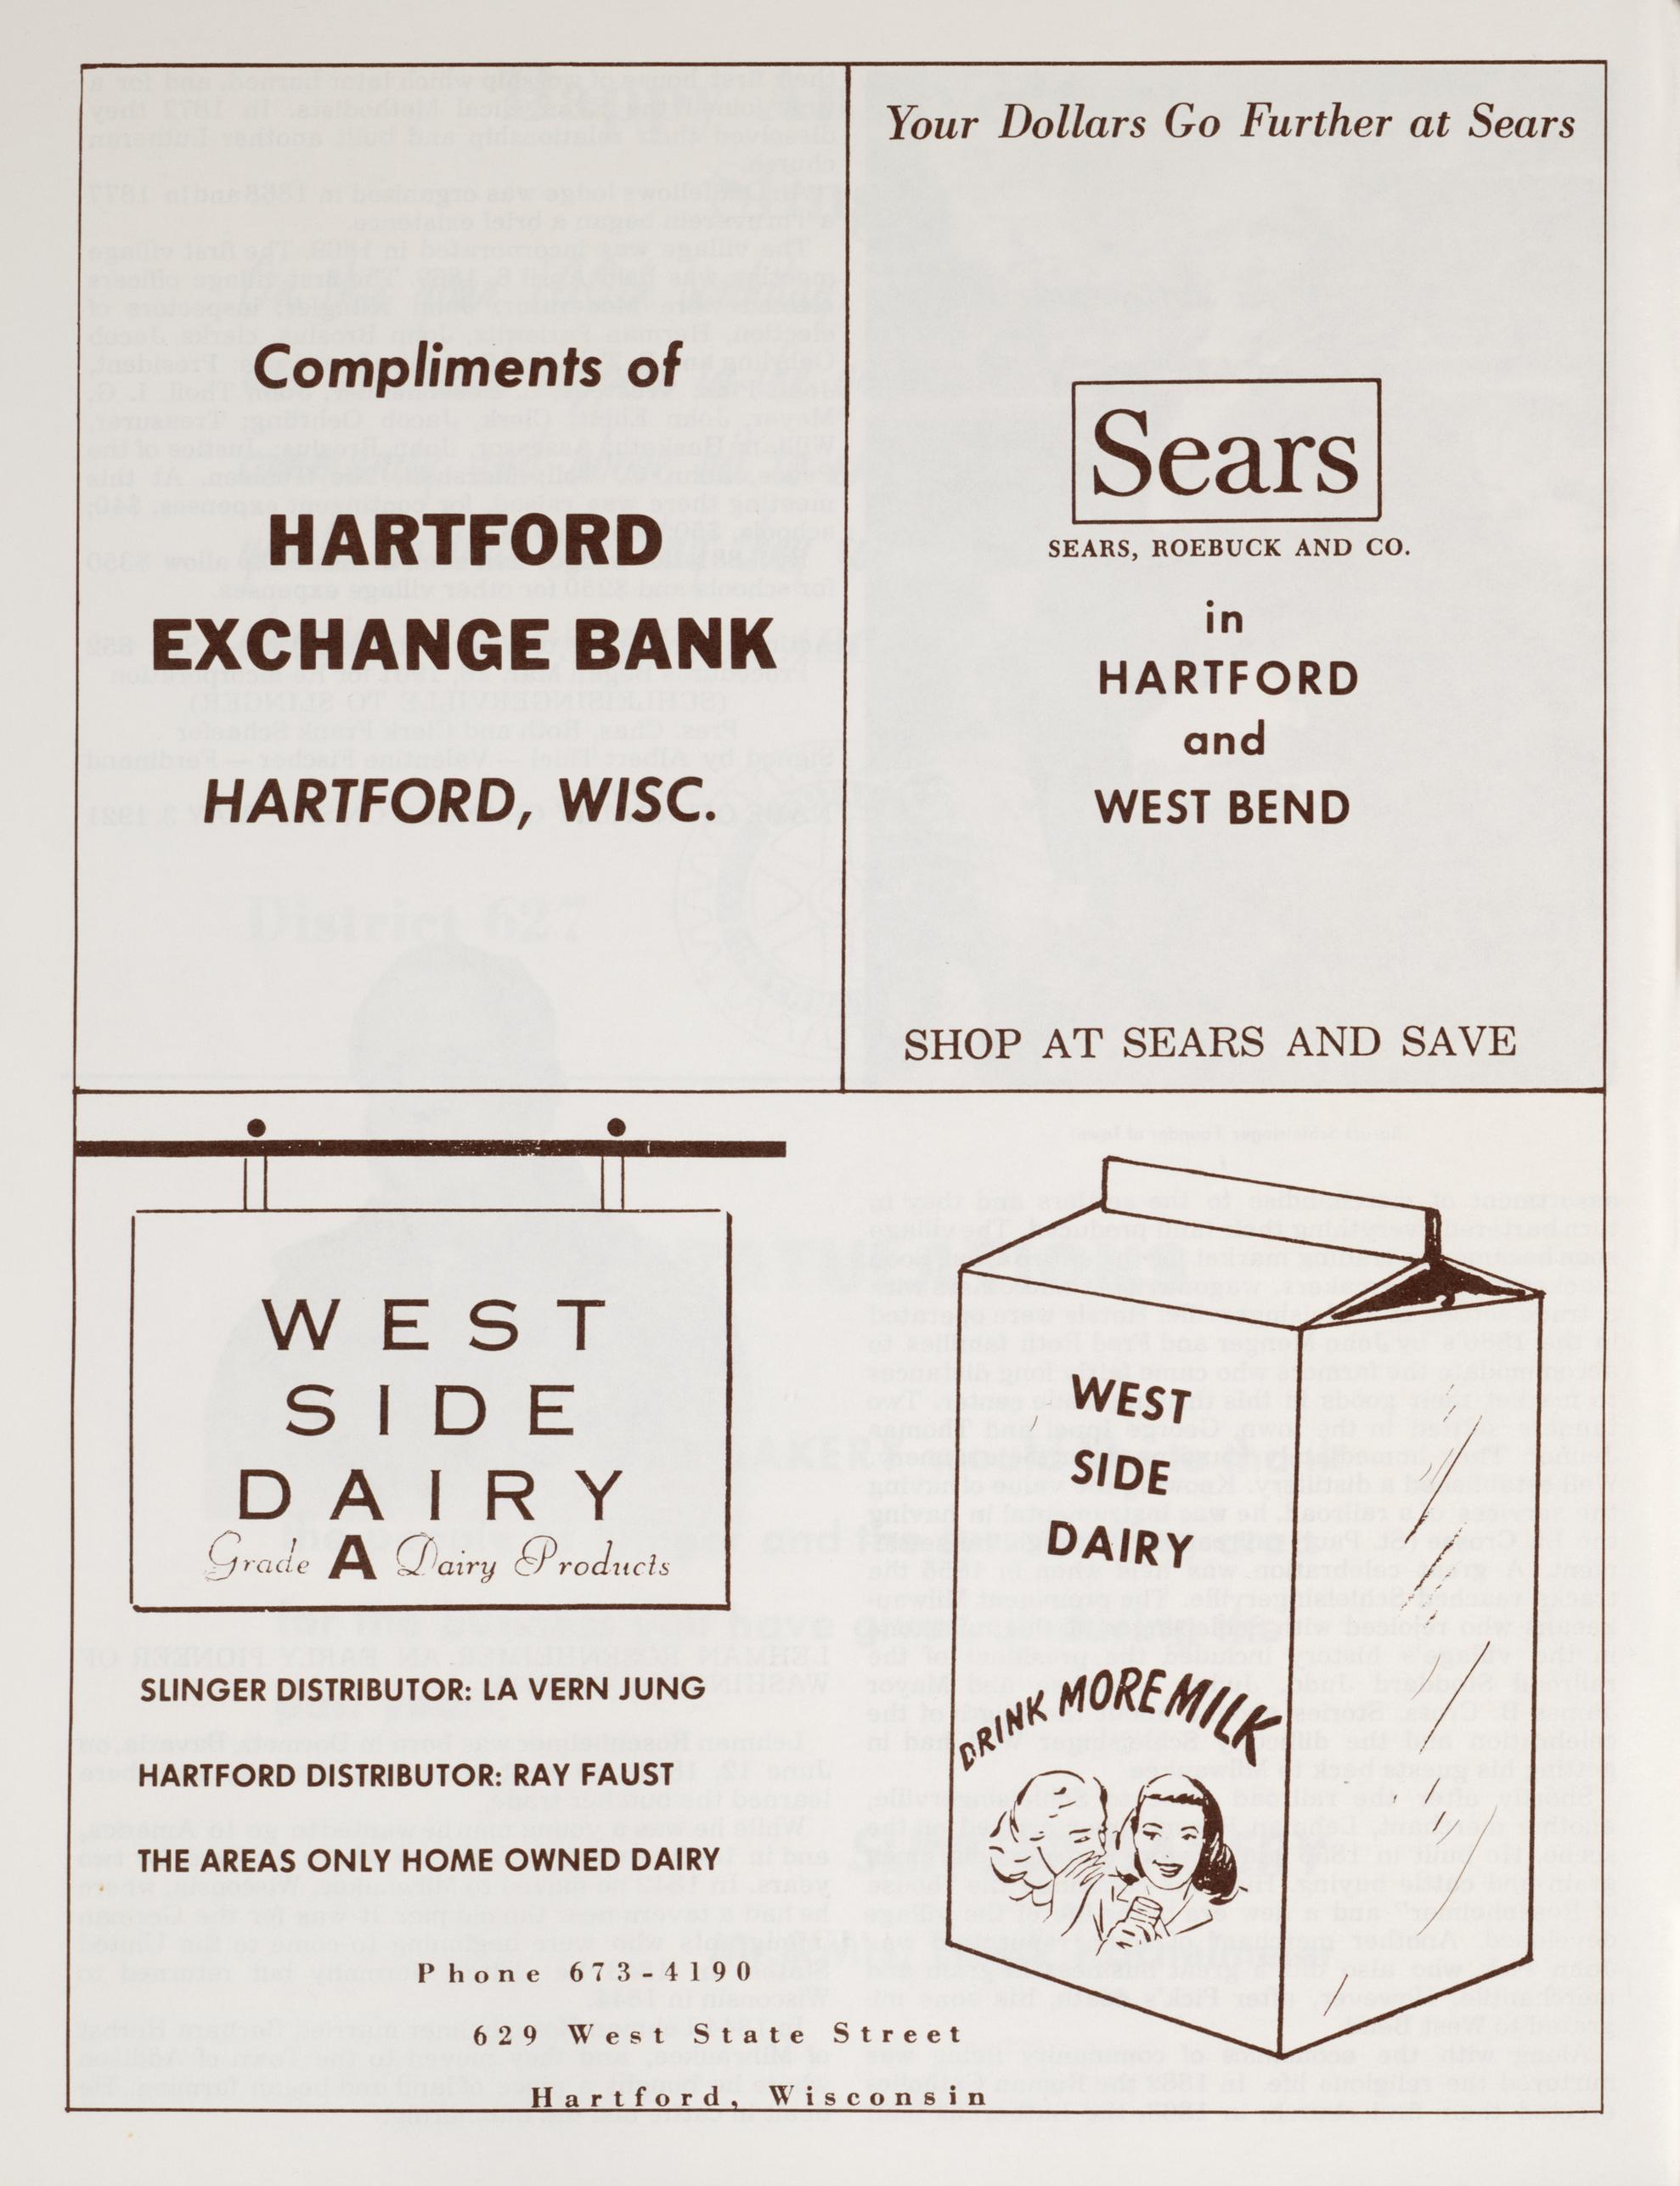 Compliments of
HARTFORD
EXCHANGE BANK
HARTFORD, WISC.
Your Dollars Go Further at Sears
Sears
SEARS, ROEBUCK AND CO.
in
HARTFORD
and
WEST BEND
SHOP AT SEARS AND SAVE
WEST
SIDE
DAIRY
Grade A Dairy Products
SLINGER DISTRIBUTOR: LA VERN JUNG
HARTFORD DISTRIBUTOR: RAY FAUST
THE AREAS ONLY HOME OWNED DAIRY
Phone 673-4190
629 West State Street
Hartford, Wisconsin
WEST
SIDE
DAIRY
DRINK MORE MILK